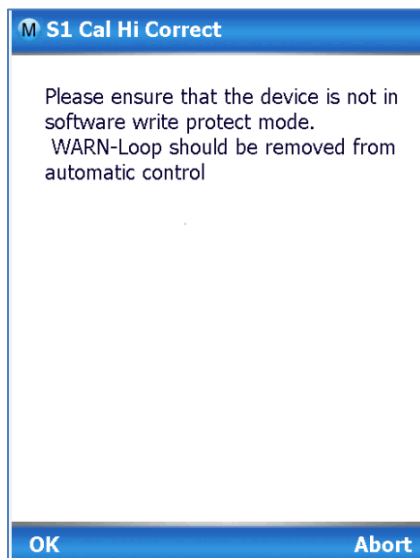 M S1 Cal Hi Correct
Please ensure that the device is not in
software write protect mode.
WARN-Loop should be removed from
automatic control
OK Abort